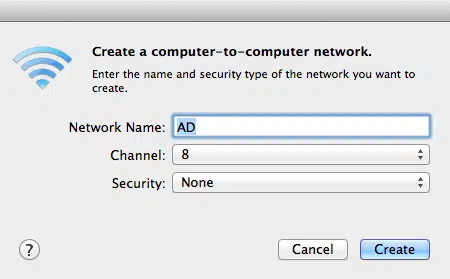 Create a computer-to-computer network.
Enter the name and security type of the network you want to
create.
Network Name: AD
Channel: 8
Security: None
? Cancel Create